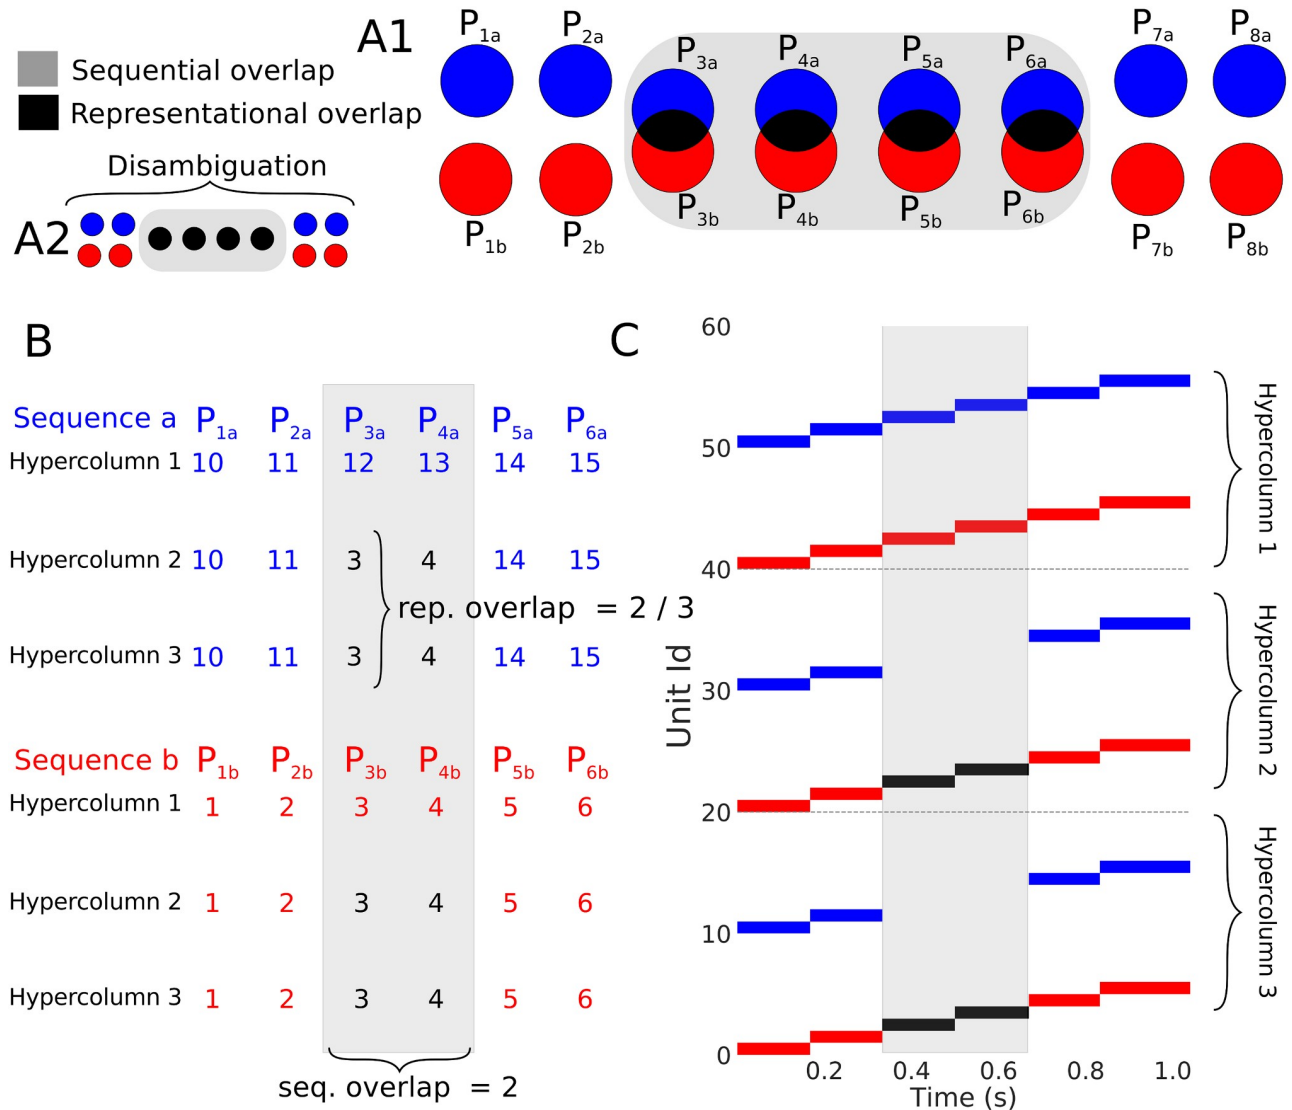 A1
P1a P2a P3a P4a P5a P6a P7a P8a
Sequential overlap
Representational overlap
P1b P2b P3b P4b P5b P6b P7b P8b
Disambiguation
A2
B
Sequence a P1a P2a P3a P4a P5a P6a
Hypercolumn 1 10 11 12 13 14 15
Hypercolumn 2 10 11 3 4 14 15
rep. overlap = 2 / 3
Hypercolumn 3 10 11 3 4 14 15
Sequence b P1b P2b P3b P4b P5b P6b
Hypercolumn 1 1 2 3 4 5 6
Hypercolumn 2 1 2 3 4 5 6
Hypercolumn 3 1 2 3 4 5 6
seq. overlap = 2
C
60
50
40
30
20
10
0
Unit Id
0.2 0.4 0.6 0.8 1.0
Time (s)
Hypercolumn 1
Hypercolumn 2
Hypercolumn 3